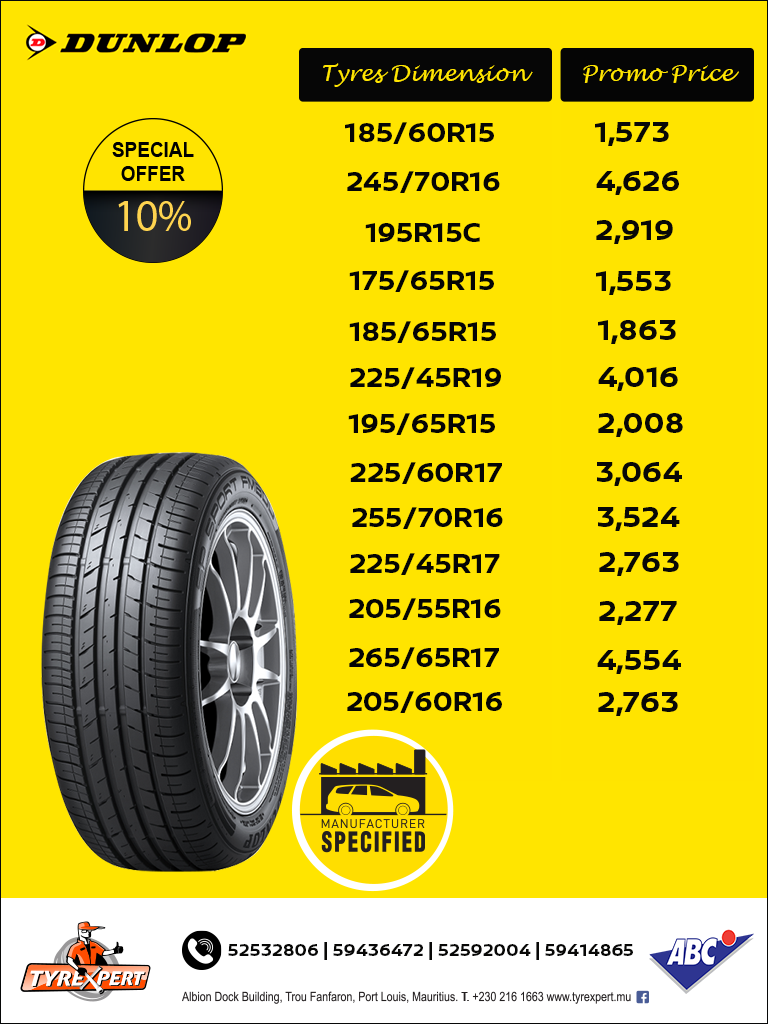 DUNLOP
Tyres Dimension Promo Price
SPECIAL
OFFER
10%
185/60R15 1,573
245/70R16 4,626
195R15C 2,919
175/65R15 1,553
185/65R15 1,863
225/45R19 4,016
195/65R15 2,008
225/60R17 3,064
255/70R16 3,524
225/45R17 2,763
205/55R16 2,277
265/65R17 4,554
205/60R16 2,763
MANUFACTURER
SPECIFIED
TYREXPERT
52532806 | 59436472 | 52592004 | 59414865
ABC
Albion Dock Building, Trou Fanfaron, Port Louis, Mauritius. T. +230 216 1663 www.tyrexpert.mu